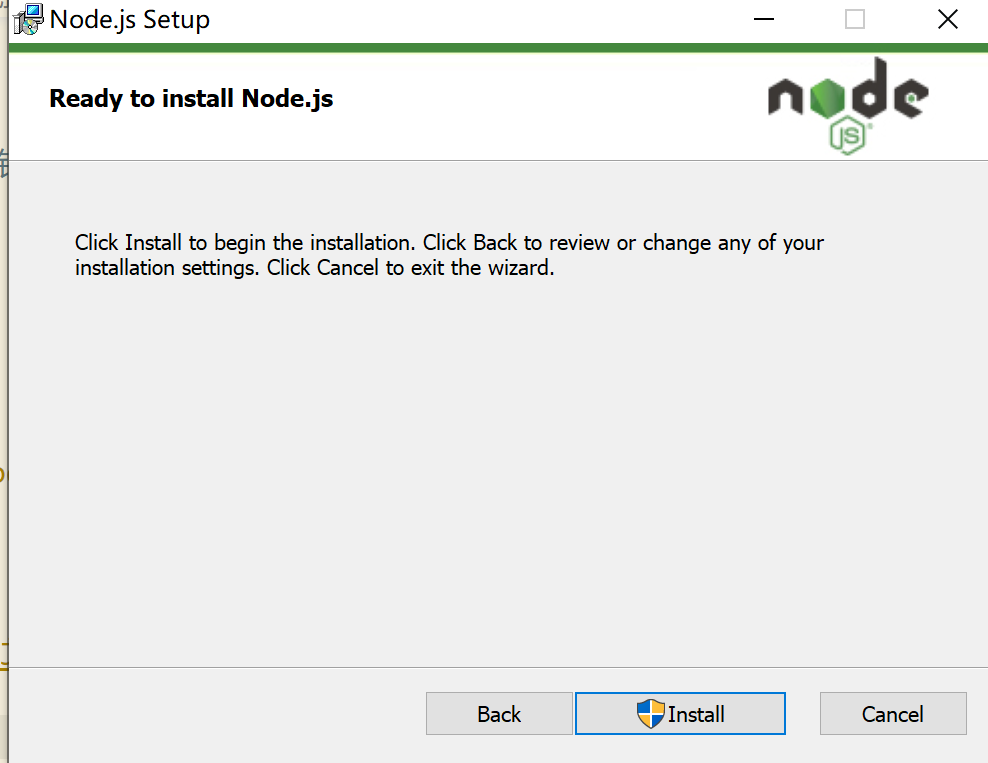 Node.js Setup
Ready to install Node.js
node
JS
Click Install to begin the installation. Click Back to review or change any of your
installation settings. Click Cancel to exit the wizard.
Back
Install
Cancel